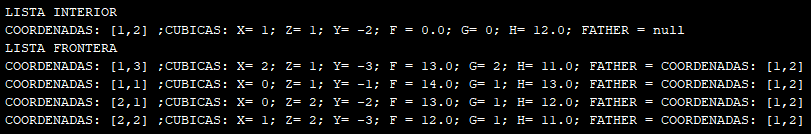 LISTA INTERIOR
COORDENADAS: [1,2] ;CUBICAS: X= 1; Z= 1; Y= -2; F = 0.0; G= 0; H= 12.0; FATHER = null
LISTA FRONTERA
COORDENADAS: [1,3] ;CUBICAS: X= 2; Z= 1; Y= -3; F = 13.0; G= 2; H= 11.0; FATHER = COORDENADAS: [1,2]
COORDENADAS: [1,1] ;CUBICAS: X= 0; Z= 1; Y= -1; F = 14.0; G= 1; H= 13.0; FATHER = COORDENADAS: [1,2]
COORDENADAS: [2,1] ;CUBICAS: X= 0; Z= 2; Y= -2; F = 13.0; G= 1; H= 12.0; FATHER = COORDENADAS: [1,2]
COORDENADAS: [2,2] ;CUBICAS: X= 1; Z= 2; Y= -3; F = 12.0; G= 1; H= 11.0; FATHER = COORDENADAS: [1,2]